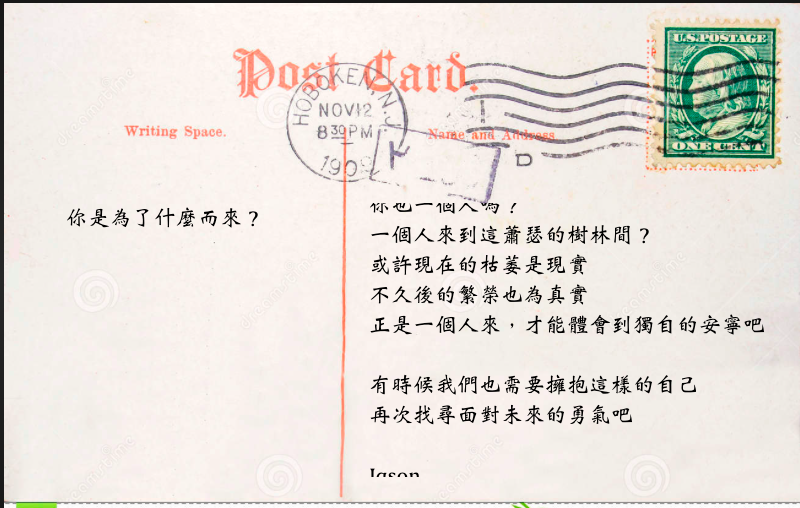 Post Card.
HOBOKEN, N.J.
NOV 12
830 PM
1909
U.S. POSTAGE
ONE CENT
Writing Space.
Name and Address
D
你是為了什麼而來？
你也一個人嗎？
一個人來到這蕭瑟的樹林間？
或許現在的枯萎是現實
不久後的繁榮也為真實
正是一個人來，才能體會到獨自的安寧吧
有時候我們也需要擁抱這樣的自己
再次找尋面對未來的勇氣吧
Jason